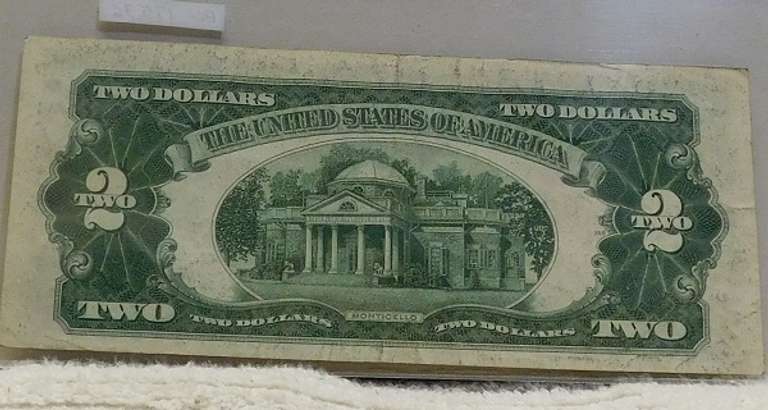 TWO DOLLARS
TWO DOLLARS
THE UNITED STATES OF AMERICA
2
TWO
2
TWO
MONTICELLO
TWO
TWO DOLLARS
TWO DOLLARS
TWO